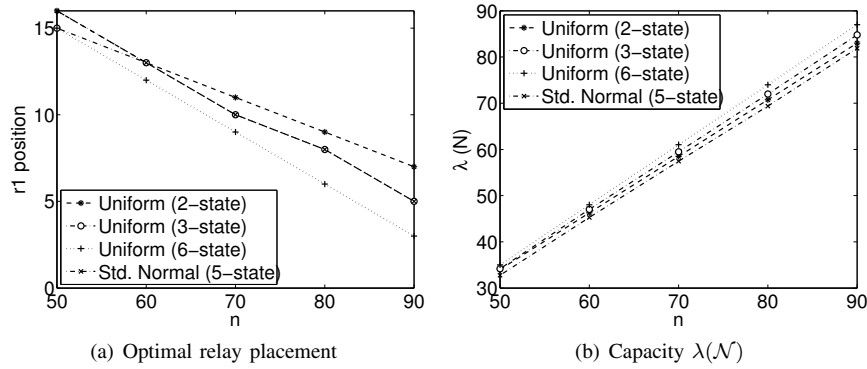 15
10
5
0
r1 position
50
60
70
80
90
n
Uniform (2−state)
Uniform (3−state)
Uniform (6−state)
Std. Normal (5−state)
(a) Optimal relay placement
90
80
70
60
50
40
30
λ (N)
50
60
70
80
90
n
Uniform (2−state)
Uniform (3−state)
Uniform (6−state)
Std. Normal (5−state)
(b) Capacity λ(𝒩)